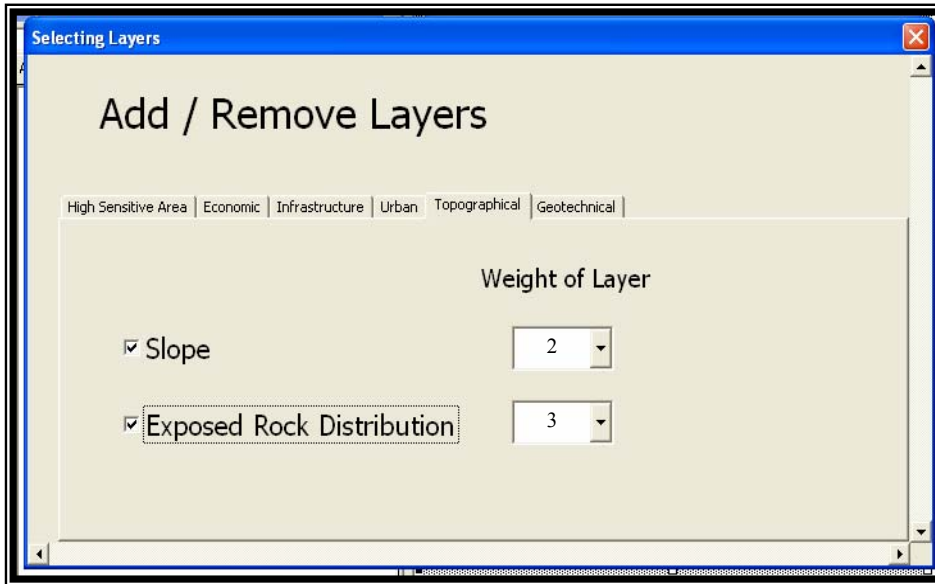 Selecting Layers
Add / Remove Layers
High Sensitive Area Economic Infrastructure Urban Topographical Geotechnical
Weight of Layer
Slope 2
Exposed Rock Distribution 3